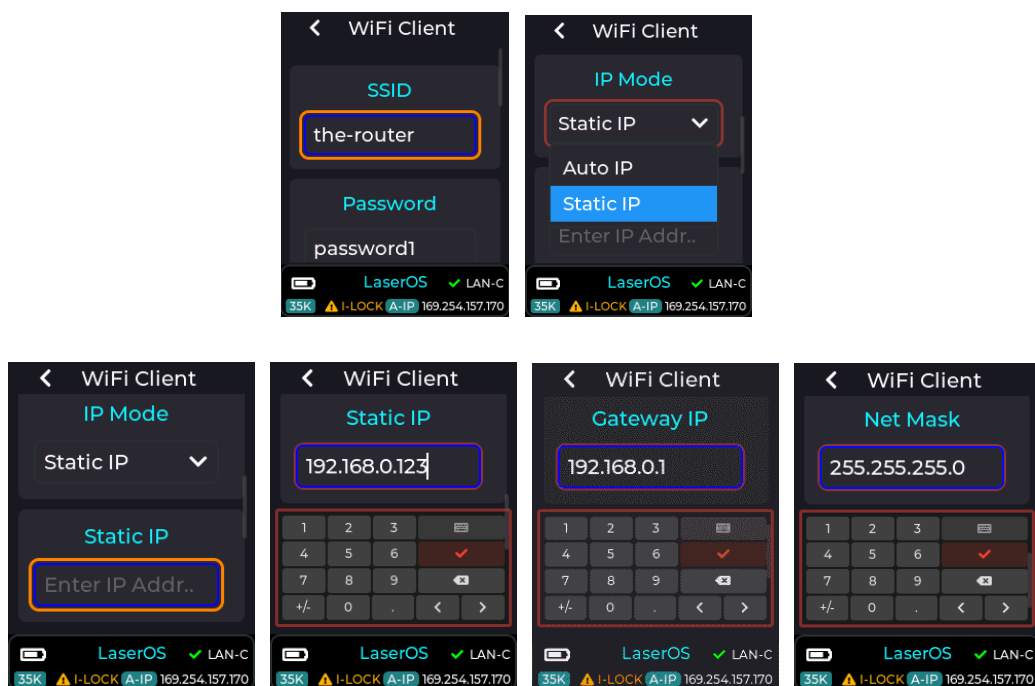 WiFi Client
SSID
the-router
Password
password1
LaserOS LAN-C
35K I-LOCK A-IP 169.254.157.170
WiFi Client
IP Mode
Static IP
Auto IP
Static IP
Enter IP Addr..
LaserOS LAN-C
35K I-LOCK A-IP 169.254.157.170
WiFi Client
IP Mode
Static IP
Static IP
Enter IP Addr..
LaserOS LAN-C
35K I-LOCK A-IP 169.254.157.170
WiFi Client
Static IP
192.168.0.123
1 2 3
4 5 6
7 8 9
+/- 0 . < >
LaserOS LAN-C
35K I-LOCK A-IP 169.254.157.170
WiFi Client
Gateway IP
192.168.0.1
1 2 3
4 5 6
7 8 9
+/- 0 . < >
LaserOS LAN-C
35K I-LOCK A-IP 169.254.157.170
WiFi Client
Net Mask
255.255.255.0
1 2 3
4 5 6
7 8 9
+/- 0 . < >
LaserOS LAN-C
35K I-LOCK A-IP 169.254.157.170